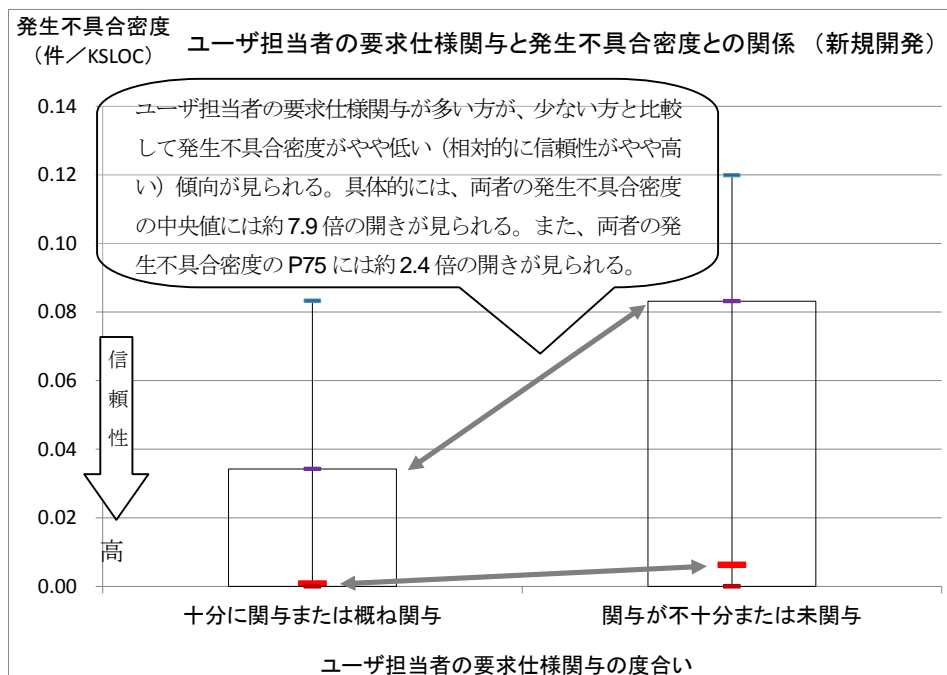 発生不具合密度
（件／KSLOC）
ユーザ担当者の要求仕様関与と発生不具合密度との関係 （新規開発）
ユーザ担当者の要求仕様関与が多い方が、少ない方と比較
して発生不具合密度がやや低い（相対的に信頼性がやや高
い）傾向が見られる。具体的には、両者の発生不具合密度
の中央値には約 7.9 倍の開きが見られる。また、両者の発
生不具合密度の P75 には約 2.4 倍の開きが見られる。
0.14
0.12
0.10
0.08
0.06
0.04
0.02
0.00
信頼性
高
十分に関与または概ね関与
関与が不十分または未関与
ユーザ担当者の要求仕様関与の度合い